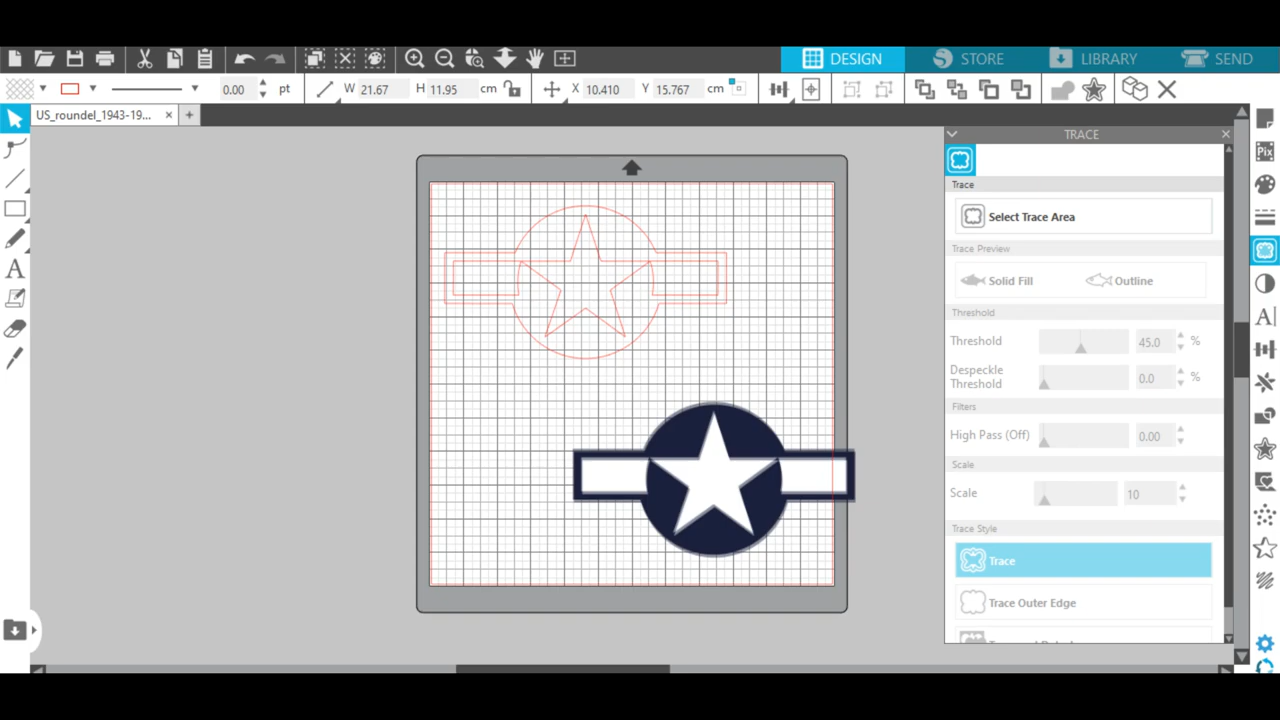 DESIGN STORE LIBRARY SEND
0.00 pt W 21.67 H 11.95 cm X 10.410 Y 15.767 cm
US_roundel_1943-19... × +
TRACE
Pix
Trace
Select Trace Area
Trace Preview
Solid Fill Outline
Threshold
Threshold 45.0 %
Despeckle
Threshold 0.0 %
Filters
High Pass (Off) 0.00
Scale
Scale 10
Trace Style
Trace
Trace Outer Edge